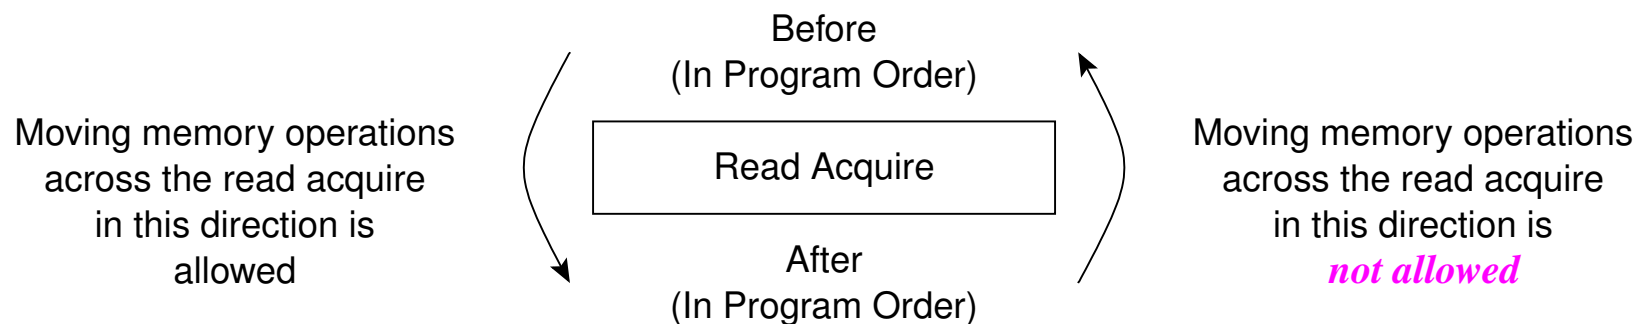 Before
(In Program Order)
Moving memory operations
across the read acquire
in this direction is
allowed
Read Acquire
Moving memory operations
across the read acquire
in this direction is
not allowed
After
(In Program Order)